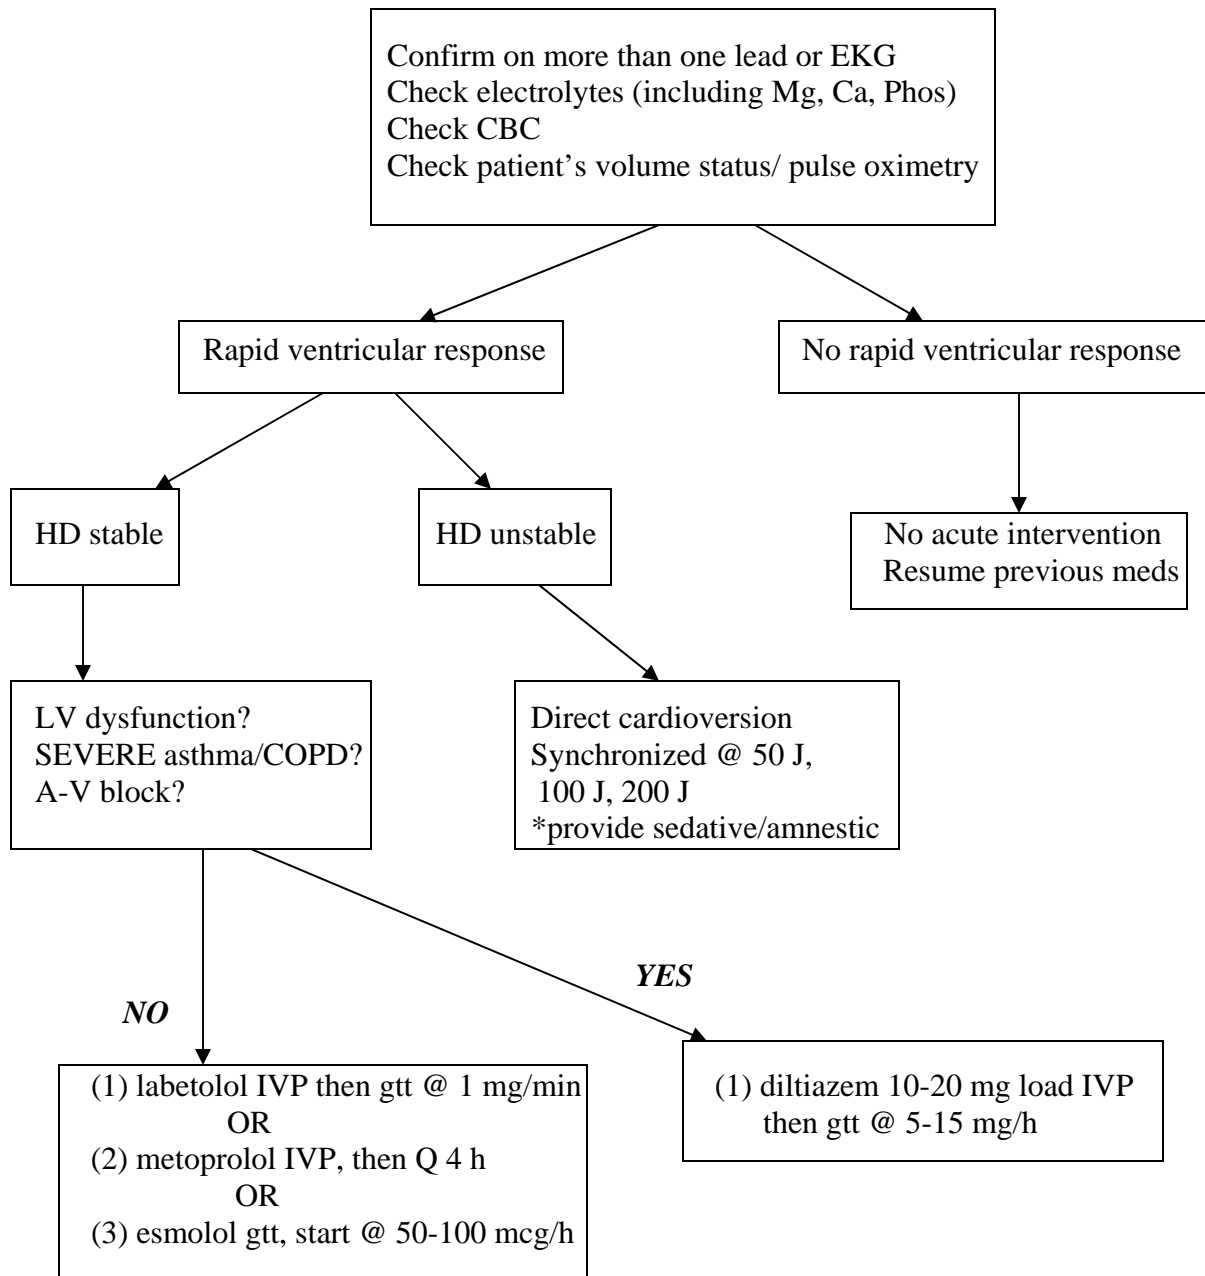 Confirm on more than one lead or EKG
Check electrolytes (including Mg, Ca, Phos)
Check CBC
Check patient’s volume status/ pulse oximetry
Rapid ventricular response
No rapid ventricular response
HD stable
HD unstable
No acute intervention
Resume previous meds
LV dysfunction?
SEVERE asthma/COPD?
A-V block?
Direct cardioversion
Synchronized @ 50 J,
100 J, 200 J
*provide sedative/amnestic
NO
YES
(1) labetolol IVP then gtt @ 1 mg/min
OR
(2) metoprolol IVP, then Q 4 h
OR
(3) esmolol gtt, start @ 50-100 mcg/h
(1) diltiazem 10-20 mg load IVP
then gtt @ 5-15 mg/h